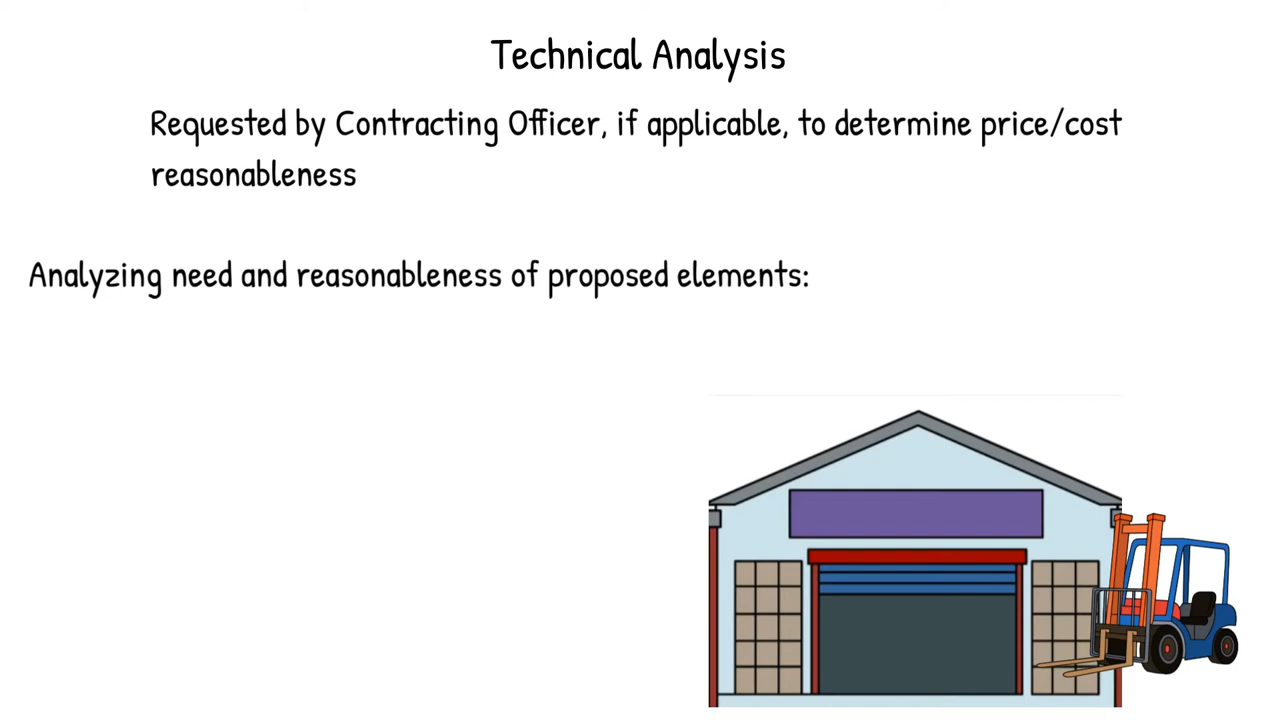 Technical Analysis
Requested by Contracting Officer, if applicable, to determine price/cost
reasonableness
Analyzing need and reasonableness of proposed elements: